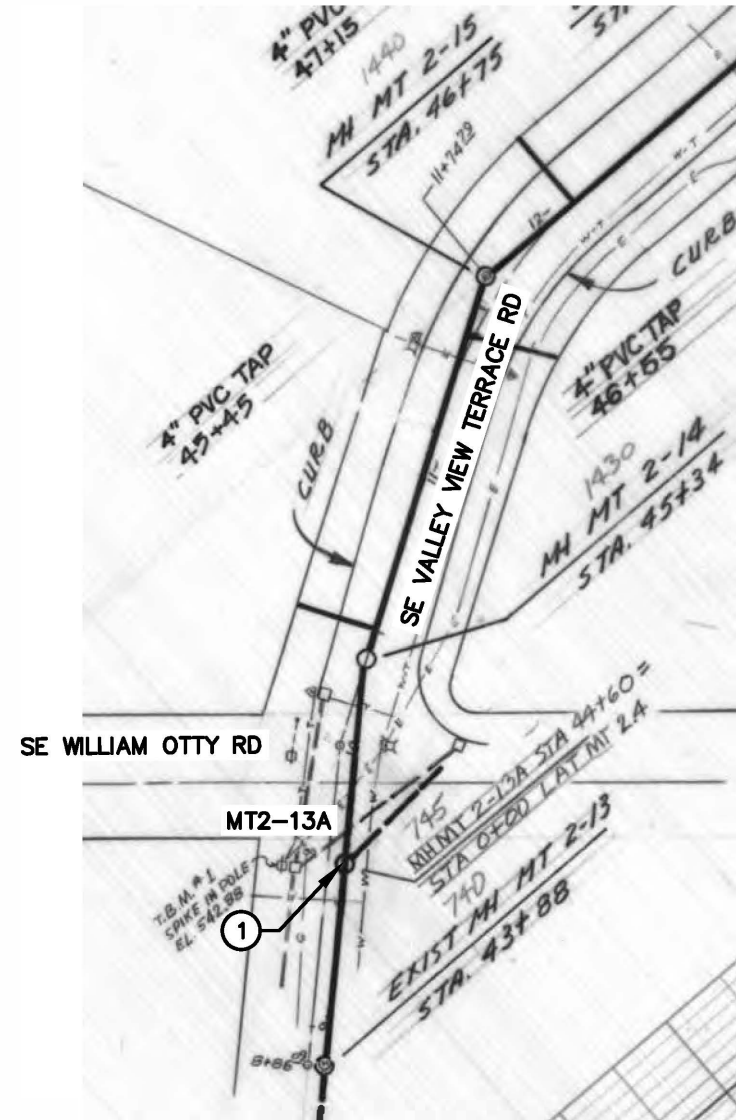 4" PVC
47+15
1440
MH MT 2-15
STA. 46+75
11+74.79
12-
W-T
E
CURB
W-T
E
4" PVC TAP
46+55
4" PVC TAP
45+45
CURB
SE VALLEY VIEW TERRACE RD
11-
1430
MH MT 2-14
STA. 45+34
SE WILLIAM OTTY RD
MT2-13A
745
MH MT 2-13A STA 44+60 =
STA 0+00 LAT MT 2A
740
EXIST MH MT 2-13
STA. 43+88
T.B.M. #1
SPIKE IN POLE
EL 542.88
1
W
W
G